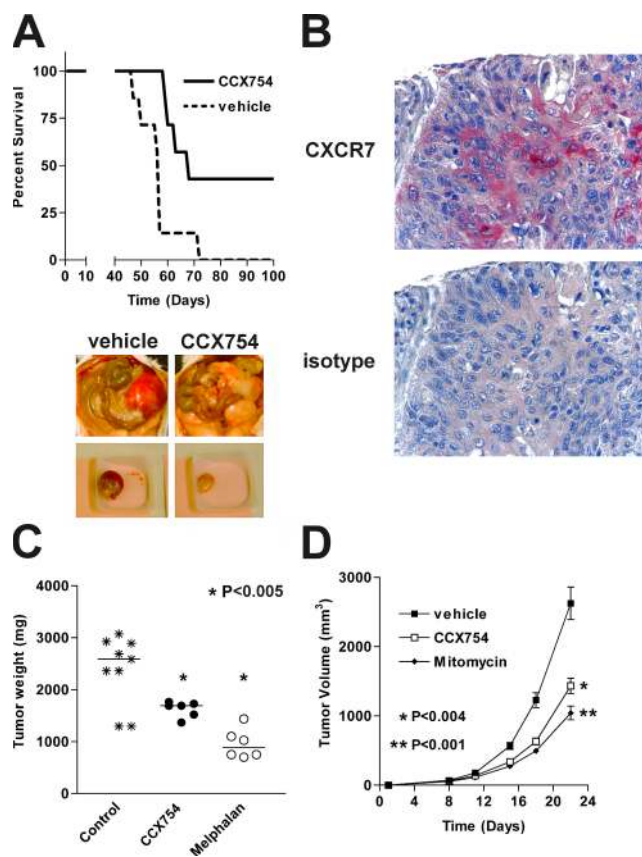 A
100
75
50
25
0
Percent Survival
CCX754
vehicle
0 10 40 50 60 70 80 90 100
Time (Days)
vehicle CCX754
B
CXCR7
isotype
C
* P<0.005
4000
3000
2000
1000
0
Tumor weight (mg)
* *
Control
CCX754
Melphalan
D
3000
2000
1000
0
Tumor Volume (mm³)
vehicle
CCX754
Mitomycin
*
**
* P<0.004
** P<0.001
0 4 8 12 16 20 24
Time (Days)